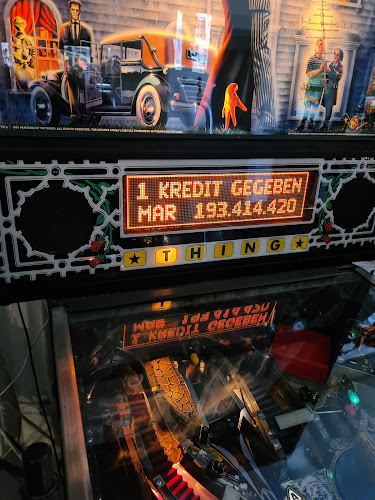 1 KREDIT GEGEBEN
MAR 193.414.420
★ THING ★